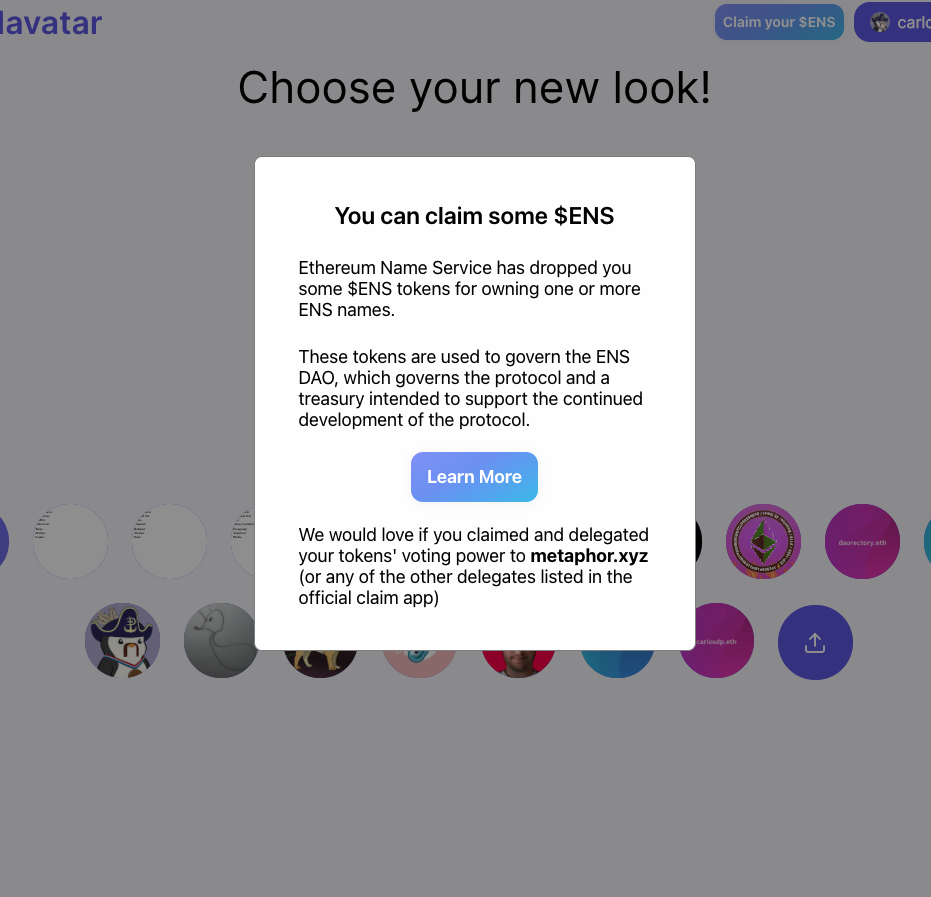 lavatar
Claim your $ENS
carlo
Choose your new look!
You can claim some $ENS
Ethereum Name Service has dropped you
some $ENS tokens for owning one or more
ENS names.
These tokens are used to govern the ENS
DAO, which governs the protocol and a
treasury intended to support the continued
development of the protocol.
Learn More
We would love if you claimed and delegated
your tokens' voting power to metaphor.xyz
(or any of the other delegates listed in the
official claim app)
daorectory.eth
carlosdp.eth